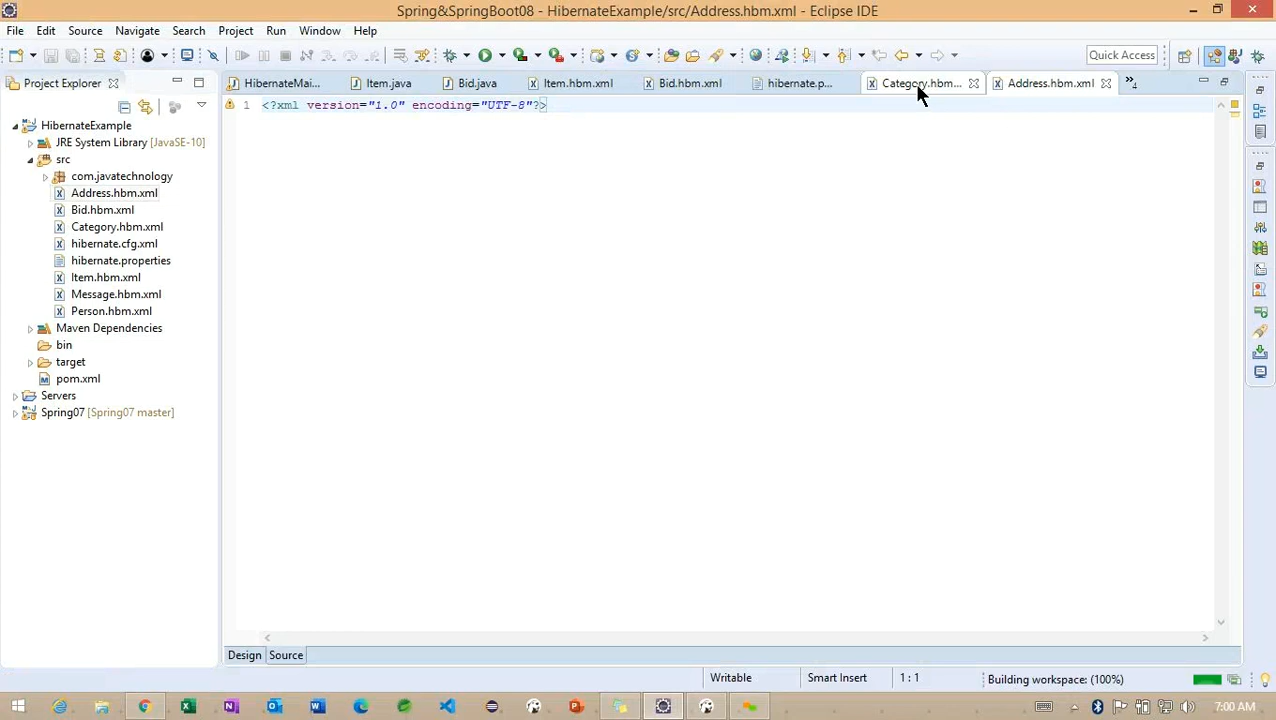 Spring&SpringBoot08 - HibernateExample/src/Address.hbm.xml - Eclipse IDE
File Edit Source Navigate Search Project Run Window Help
Quick Access
Project Explorer
HibernateMai... Item.java Bid.java Item.hbm.xml Bid.hbm.xml hibernate.p... Category.hbm... Address.hbm.xml »4
1 <?xml version="1.0" encoding="UTF-8"?>
HibernateExample
JRE System Library [JavaSE-10]
src
com.javatechnology
Address.hbm.xml
Bid.hbm.xml
Category.hbm.xml
hibernate.cfg.xml
hibernate.properties
Item.hbm.xml
Message.hbm.xml
Person.hbm.xml
Maven Dependencies
bin
target
pom.xml
Servers
Spring07 [Spring07 master]
Design Source
Writable Smart Insert 1 : 1 Building workspace: (100%)
7:00 AM